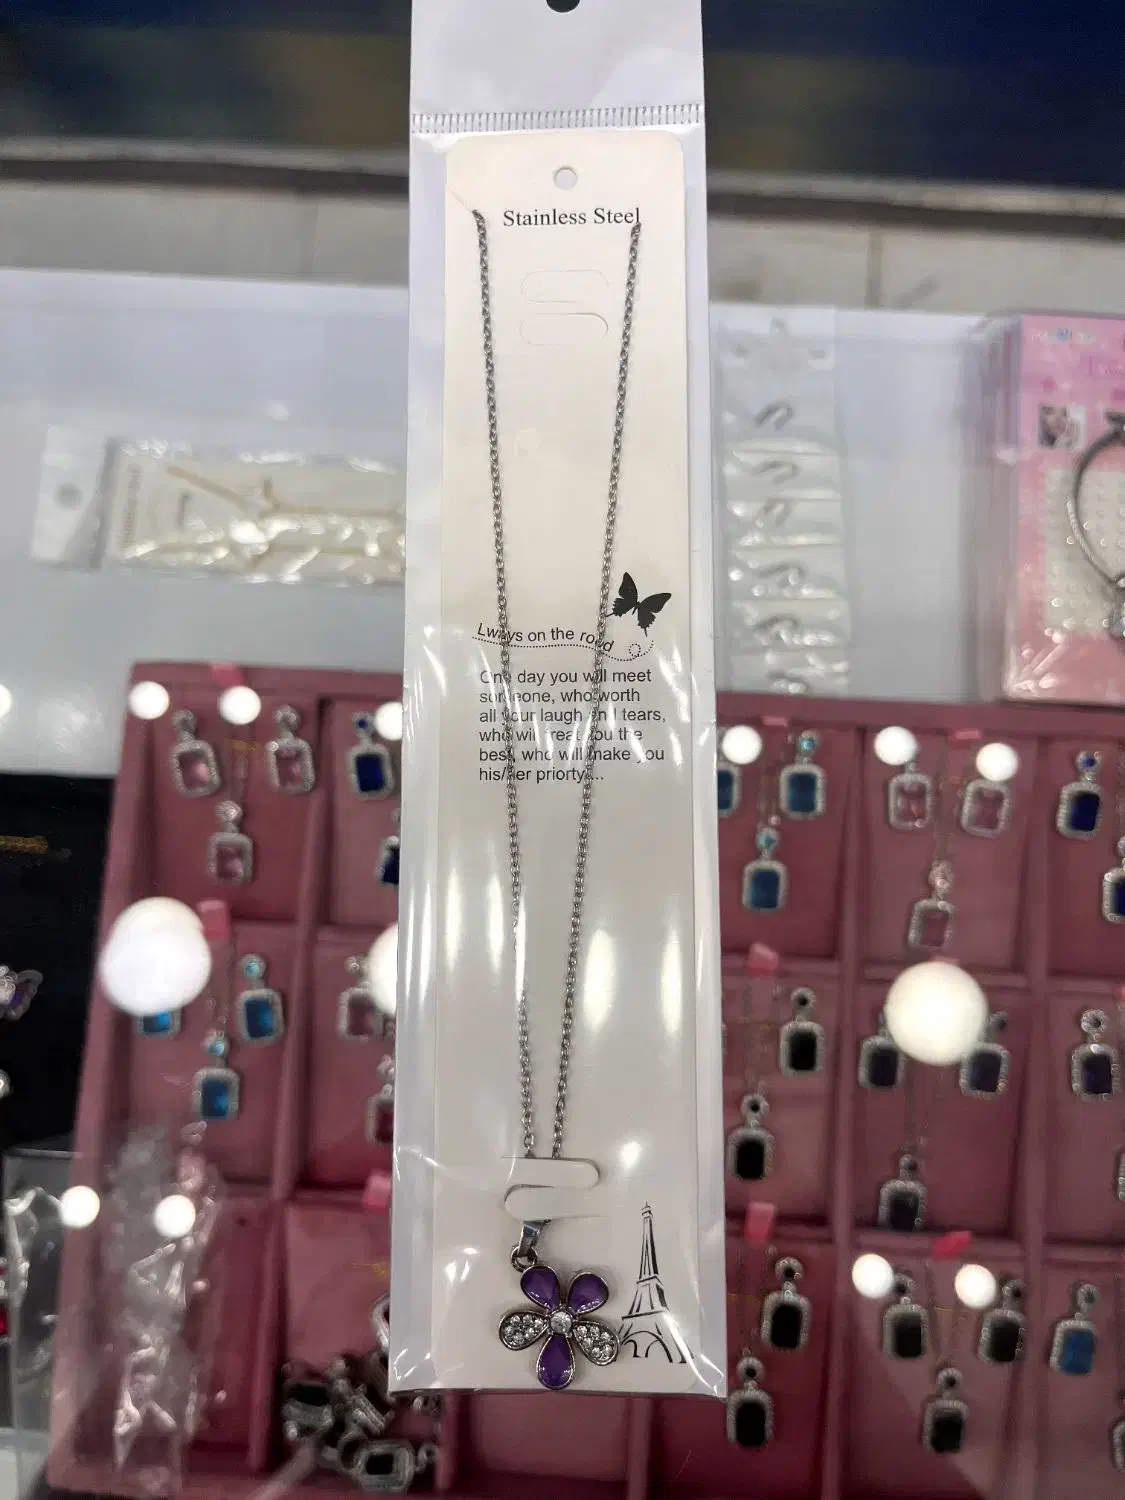 Stainless Steel
Lways on the road
One day you will meet
someone, who worth
all your laugh and tears,
who will treat you the
best, who will make you
his/her priorty...